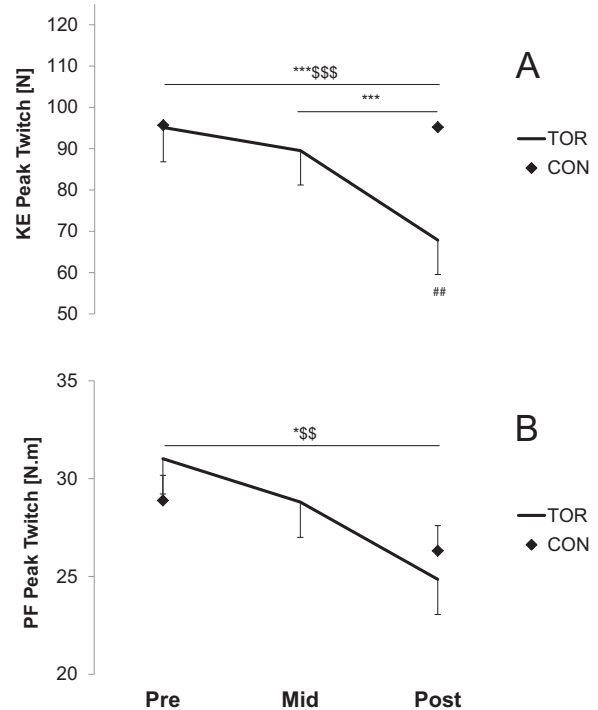 120
110
100
90
80
70
60
50
KE Peak Twitch [N]
***$$$
***
##
A
TOR
CON
35
30
25
20
PF Peak Twitch [N.m]
*$$
B
TOR
CON
Pre Mid Post